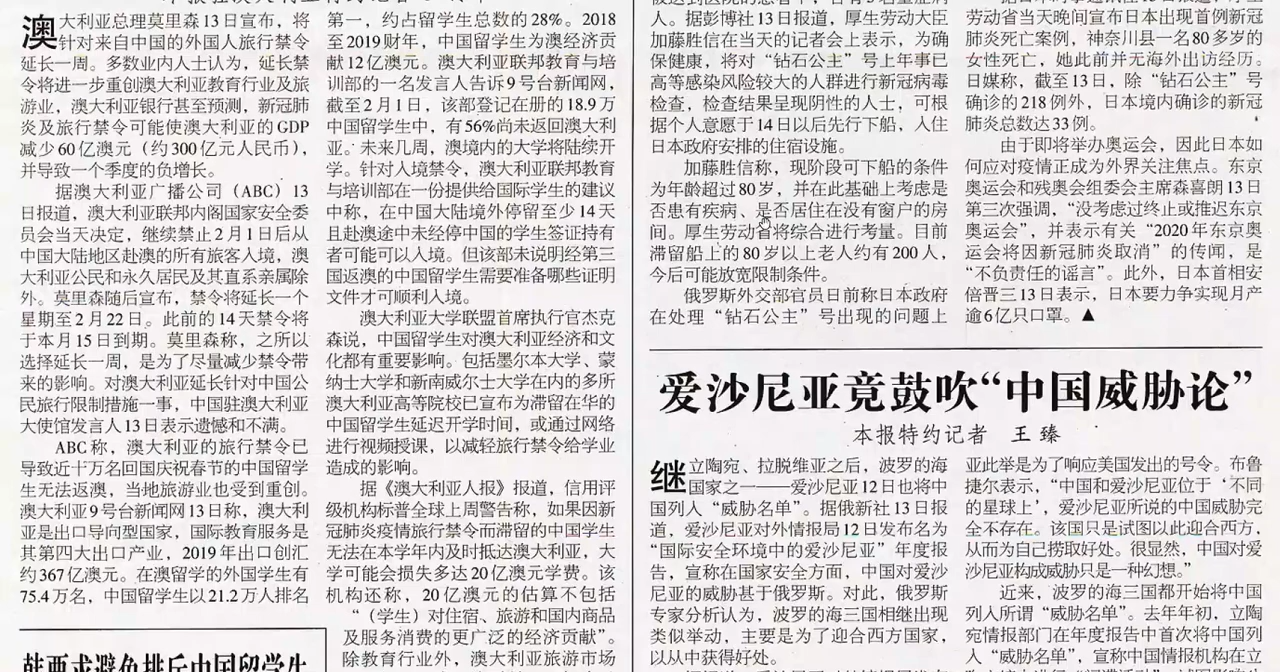 澳大利亚总理莫里森13日宣布，将
针对来自中国的外国人旅行禁令
延长一周。多数业内人士认为，延长禁
令将进一步重创澳大利亚教育行业及旅
游业，澳大利亚银行甚至预测，新冠肺
炎及旅行禁令可能使澳大利亚的GDP
减少60亿澳元（约300亿元人民币），
并导致一个季度的负增长。
据澳大利亚广播公司（ABC）13
日报道，澳大利亚联邦内阁国家安全委
员会当天决定，继续禁止2月1日后从
中国大陆地区赴澳的所有旅客入境，澳
大利亚公民和永久居民及其直系亲属除
外。莫里森随后宣布，禁令将延长一个
星期至2月22日。此前的14天禁令将
于本月15日到期。莫里森称，之所以
选择延长一周，是为了尽量减少禁令带
来的影响。对澳大利亚延长针对中国公
民旅行限制措施一事，中国驻澳大利亚
大使馆发言人13日表示遗憾和不满。
ABC称，澳大利亚的旅行禁令已
导致近十万名回国庆祝春节的中国留学
生无法返澳，当地旅游业也受到重创。
澳大利亚9号台新闻网13日称，澳大利
亚是出口导向型国家，国际教育服务是
其第四大出口产业，2019年出口创汇
约367亿澳元。在澳留学的外国学生有
75.4万名，中国留学生以21.2万人排名
第一，约占留学生总数的28%。2018
至2019财年，中国留学生为澳经济贡
献12亿澳元。澳大利亚联邦教育与培
训部的一名发言人告诉9号台新闻网，
截至2月1日，该部登记在册的18.9万
中国留学生中，有56%尚未返回澳大利
亚。未来几周，澳境内的大学将陆续开
学。针对入境禁令，澳大利亚联邦教育
与培训部在一份提供给国际学生的建议
中称，在中国大陆境外停留至少14天
且赴澳途中未经停中国的学生签证持有
者可能可以入境。但该部未说明经第三
国返澳的中国留学生需要准备哪些证明
文件才可顺利入境。
澳大利亚大学联盟首席执行官杰克
森说，中国留学生对澳大利亚经济和文
化都有重要影响。包括墨尔本大学、蒙
纳士大学和新南威尔士大学在内的多所
澳大利亚高等院校已宣布为滞留在华的
中国留学生延迟开学时间，或通过网络
进行视频授课，以减轻旅行禁令给学业
造成的影响。
据《澳大利亚人报》报道，信用评
级机构标普全球上周警告称，如果因新
冠肺炎疫情旅行禁令而滞留的中国学生
无法在本学年内及时抵达澳大利亚，大
学可能会损失多达20亿澳元学费。该
机构还称，20亿澳元的估算不包括
“（学生）对住宿、旅游和国内商品
及服务消费的更广泛的经济贡献”。
除教育行业外，澳大利亚旅游市场
人。据彭博社13日报道，厚生劳动大臣
加藤胜信在当天的记者会上表示，为确
保健康，将对“钻石公主”号上年事已
高等感染风险较大的人群进行新冠病毒
检查，检查结果呈现阴性的人士，可根
据个人意愿于14日以后先行下船，入住
日本政府安排的住宿设施。
加藤胜信称，现阶段可下船的条件
为年龄超过80岁，并在此基础上考虑是
否患有疾病、是否居住在没有窗户的房
间。厚生劳动省将综合进行考量。目前
滞留船上的80岁以上老人约有200人，
今后可能放宽限制条件。
俄罗斯外交部官员日前称日本政府
在处理“钻石公主”号出现的问题上
劳动省当天晚间宣布日本出现首例新冠
肺炎死亡案例，神奈川县一名80多岁的
女性死亡，她此前并无海外出访经历。
日媒称，截至13日，除“钻石公主”号
确诊的218例外，日本境内确诊的新冠
肺炎总数达33例。
由于即将举办奥运会，因此日本如
何应对疫情正成为外界关注焦点。东京
奥运会和残奥会组委会主席森喜朗13日
第三次强调，“没考虑过终止或推迟东京
奥运会”，并表示有关“2020年东京奥
运会将因新冠肺炎取消”的传闻，是
“不负责任的谣言”。此外，日本首相安
倍晋三13日表示，日本要力争实现月产
逾6亿只口罩。▲
爱沙尼亚竟鼓吹“中国威胁论”
本报特约记者 王臻
继立陶宛、拉脱维亚之后，波罗的海
国家之一——爱沙尼亚12日也将中
国列入“威胁名单”。据俄新社13日报
道，爱沙尼亚对外情报局12日发布名为
“国际安全环境中的爱沙尼亚”年度报
告，宣称在国家安全方面，中国对爱沙
尼亚的威胁基于俄罗斯。对此，俄罗斯
专家分析认为，波罗的海三国相继出现
类似举动，主要是为了迎合西方国家，
以从中获得好处。
亚此举是为了响应美国发出的号令。布鲁
捷尔表示，“中国和爱沙尼亚位于‘不同
的星球上’，爱沙尼亚所说的中国威胁完
全不存在。该国只是试图以此迎合西方，
从而为自己捞取好处。很显然，中国对爱
沙尼亚构成威胁只是一种幻想。”
近来，波罗的海三国都开始将中国
列入所谓“威胁名单”。去年年初，立陶
宛情报部门在年度报告中首次将中国列
入“威胁名单”，宣称中国情报机构在立